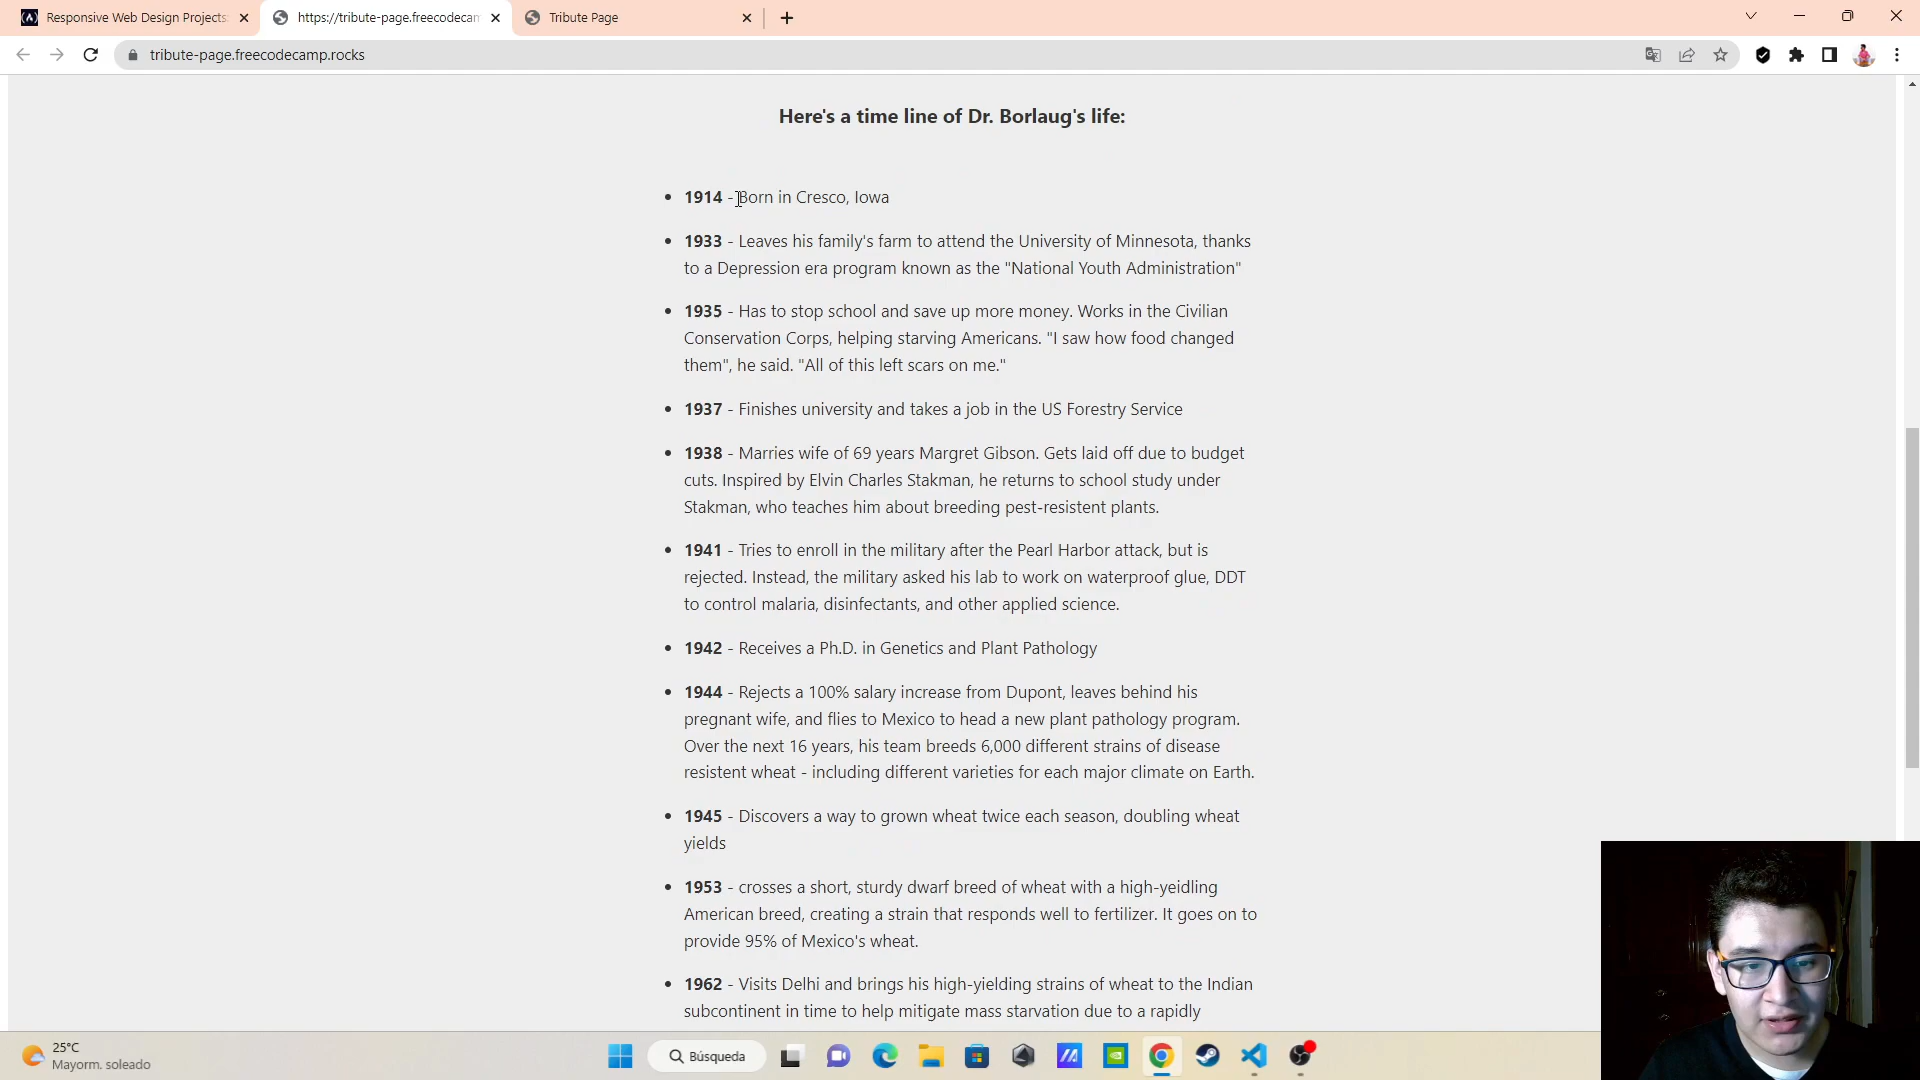 Responsive Web Design Projects:
https://tribute-page.freecodecam
Tribute Page
tribute-page.freecodecamp.rocks
Here's a time line of Dr. Borlaug's life:
1914 - Born in Cresco, Iowa
1933 - Leaves his family's farm to attend the University of Minnesota, thanks
to a Depression era program known as the "National Youth Administration"
1935 - Has to stop school and save up more money. Works in the Civilian
Conservation Corps, helping starving Americans. "I saw how food changed
them", he said. "All of this left scars on me."
1937 - Finishes university and takes a job in the US Forestry Service
1938 - Marries wife of 69 years Margret Gibson. Gets laid off due to budget
cuts. Inspired by Elvin Charles Stakman, he returns to school study under
Stakman, who teaches him about breeding pest-resistent plants.
1941 - Tries to enroll in the military after the Pearl Harbor attack, but is
rejected. Instead, the military asked his lab to work on waterproof glue, DDT
to control malaria, disinfectants, and other applied science.
1942 - Receives a Ph.D. in Genetics and Plant Pathology
1944 - Rejects a 100% salary increase from Dupont, leaves behind his
pregnant wife, and flies to Mexico to head a new plant pathology program.
Over the next 16 years, his team breeds 6,000 different strains of disease
resistent wheat - including different varieties for each major climate on Earth.
1945 - Discovers a way to grown wheat twice each season, doubling wheat
yields
1953 - crosses a short, sturdy dwarf breed of wheat with a high-yeidling
American breed, creating a strain that responds well to fertilizer. It goes on to
provide 95% of Mexico's wheat.
1962 - Visits Delhi and brings his high-yielding strains of wheat to the Indian
subcontinent in time to help mitigate mass starvation due to a rapidly
25°C
Mayorm. soleado
Búsqueda